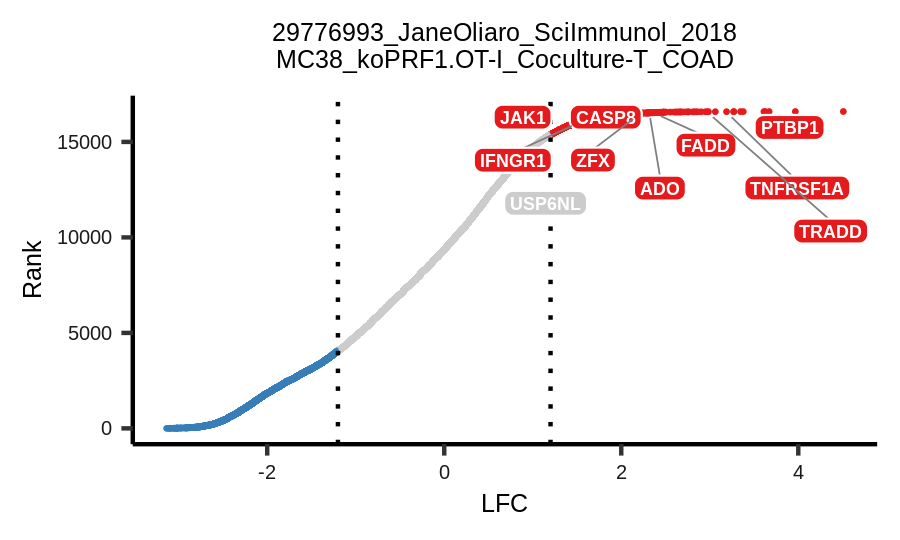 29776993_JaneOliaro_SciImmunol_2018
MC38_koPRF1.OT-I_Coculture-T_COAD
Rank
15000
10000
5000
0
JAK1
CASP8
PTBP1
IFNGR1
ZFX
FADD
ADO
TNFRSF1A
USP6NL
TRADD
-2
0
2
4
LFC